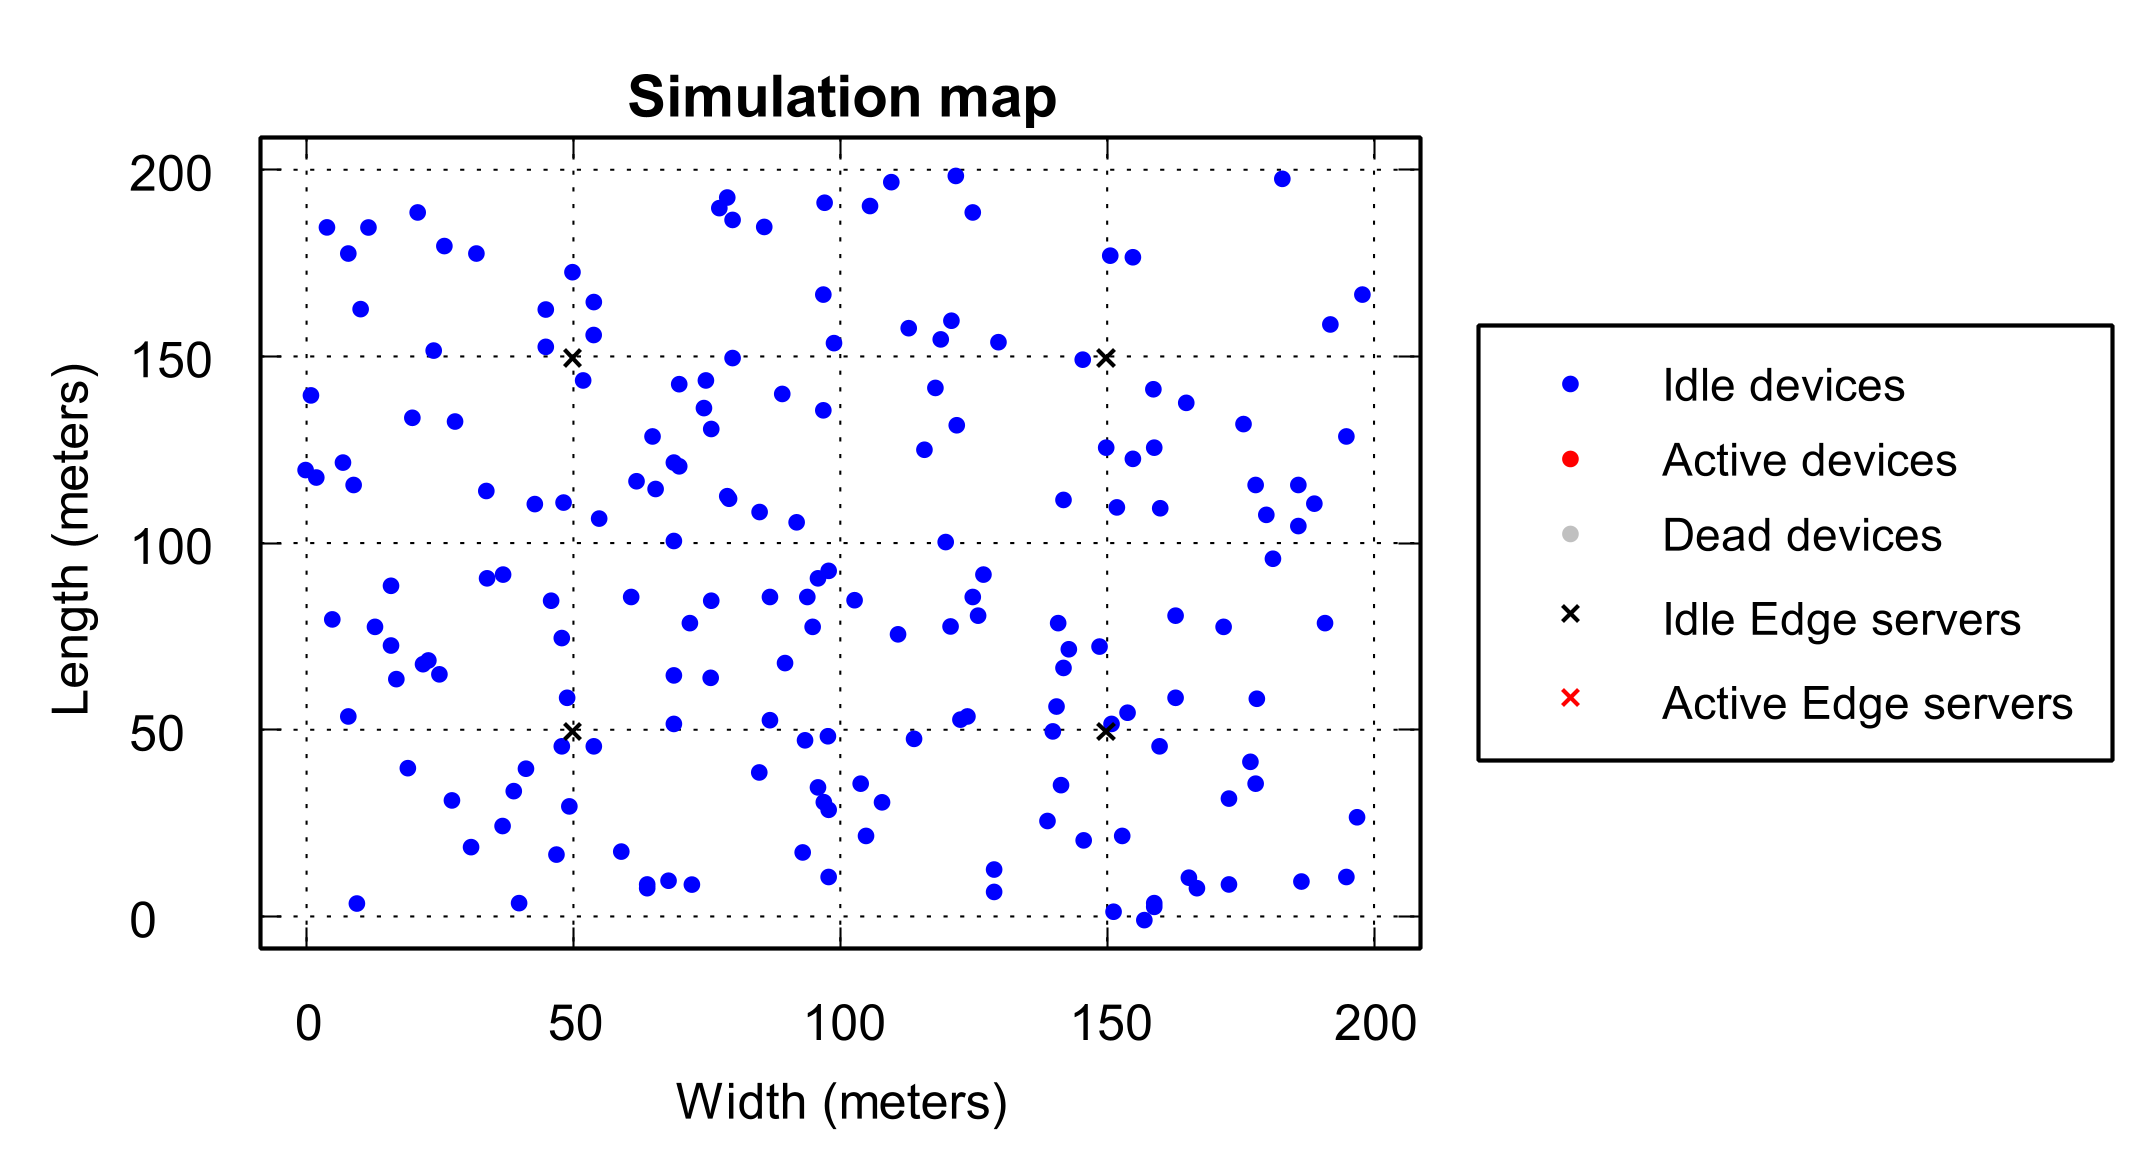 Simulation map
200
150
100
50
0
Length (meters)
0 50 100 150 200
Width (meters)
Idle devices
Active devices
Dead devices
Idle Edge servers
Active Edge servers